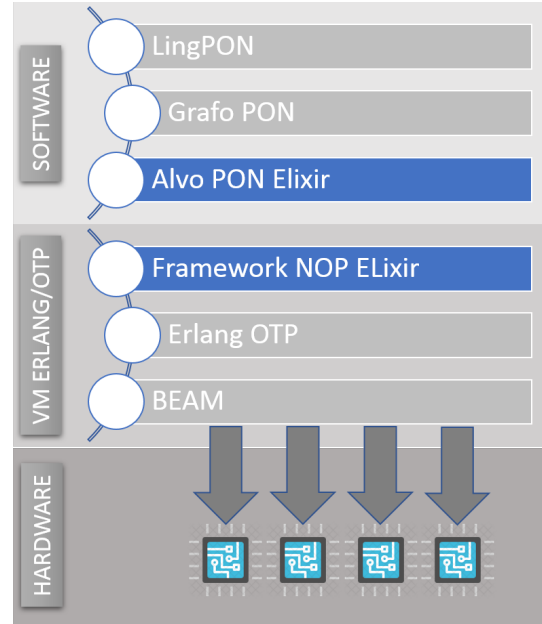 SOFTWARE
LingPON
Grafo PON
Alvo PON Elixir
VM ERLANG/OTP
Framework NOP ELixir
Erlang OTP
BEAM
HARDWARE